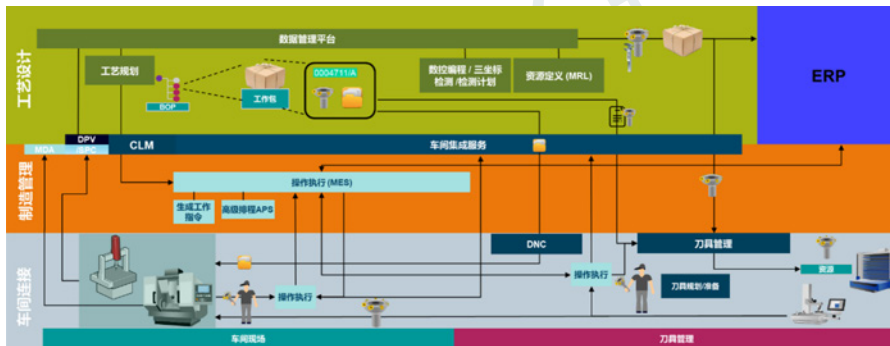 工艺设计
数据管理平台
工艺规划
BOP
工作包
0004711/A
数控编程 / 三坐标
检测 /检测计划
资源定义 (MRL)
ERP
MDA
DPV
/SPC
CLM
车间集成服务
制造管理
操作执行 (MES)
生成工作
指令
高级排程APS
车间连接
DNC
刀具管理
操作执行
操作执行
刀具规划/准备
资源
车间现场
刀具管理